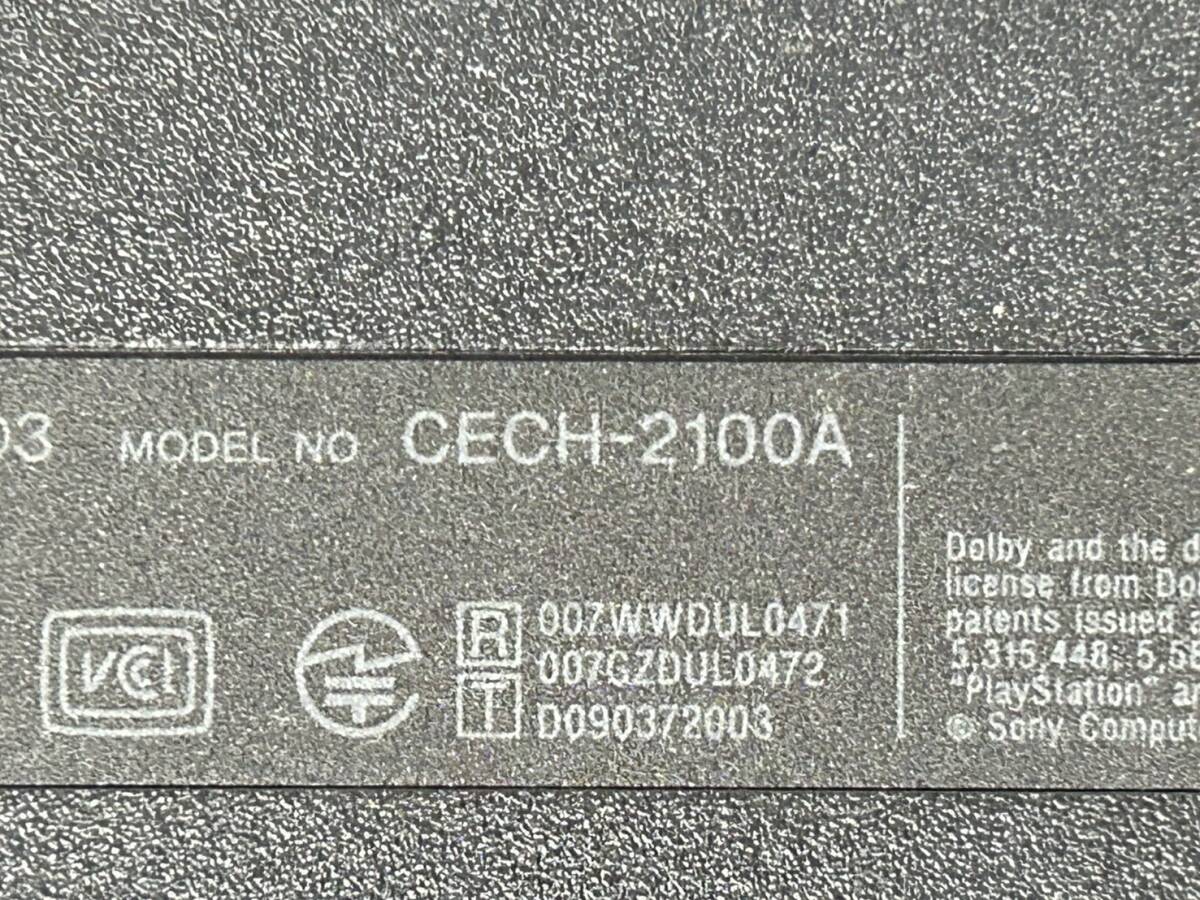 03 MODEL NO CECH-2100A
VCCI
R 007WWDUL0471
007GZDUL0472
T D090372003
Dolby and the d
license from Do
patents issued
5,315,448; 5,56
"PlayStation" a
© Sony Comput